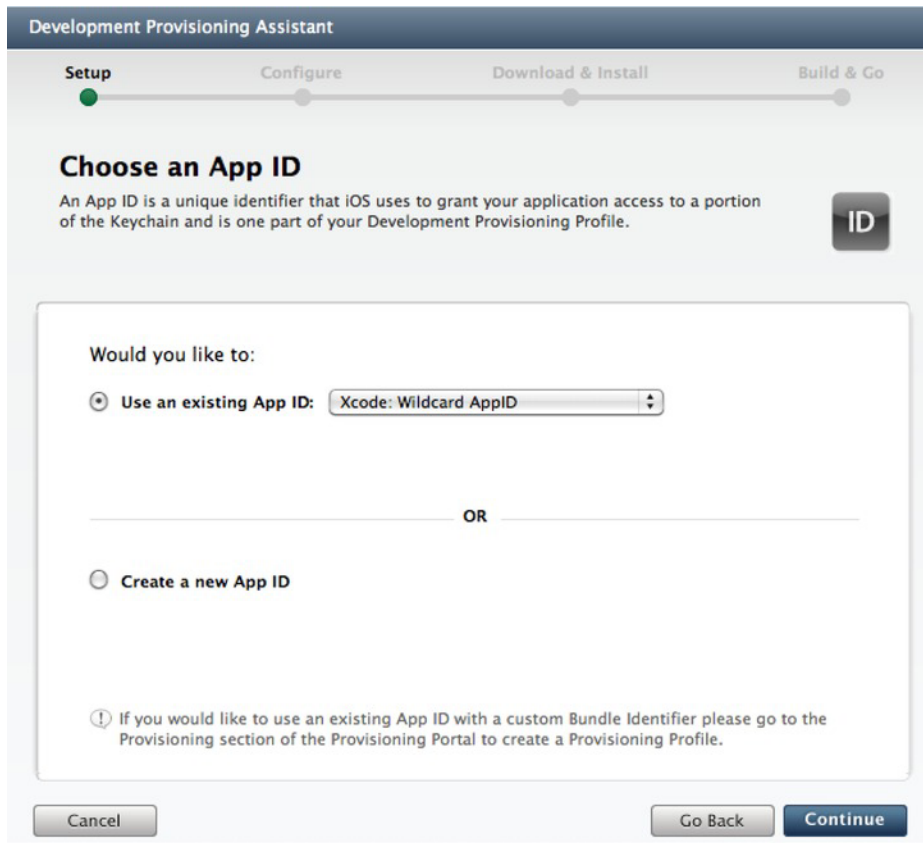 Development Provisioning Assistant
Setup Configure Download & Install Build & Go
Choose an App ID
An App ID is a unique identifier that iOS uses to grant your application access to a portion
of the Keychain and is one part of your Development Provisioning Profile.
ID
Would you like to:
Use an existing App ID: Xcode: Wildcard AppID
OR
Create a new App ID
If you would like to use an existing App ID with a custom Bundle Identifier please go to the
Provisioning section of the Provisioning Portal to create a Provisioning Profile.
Cancel Go Back Continue